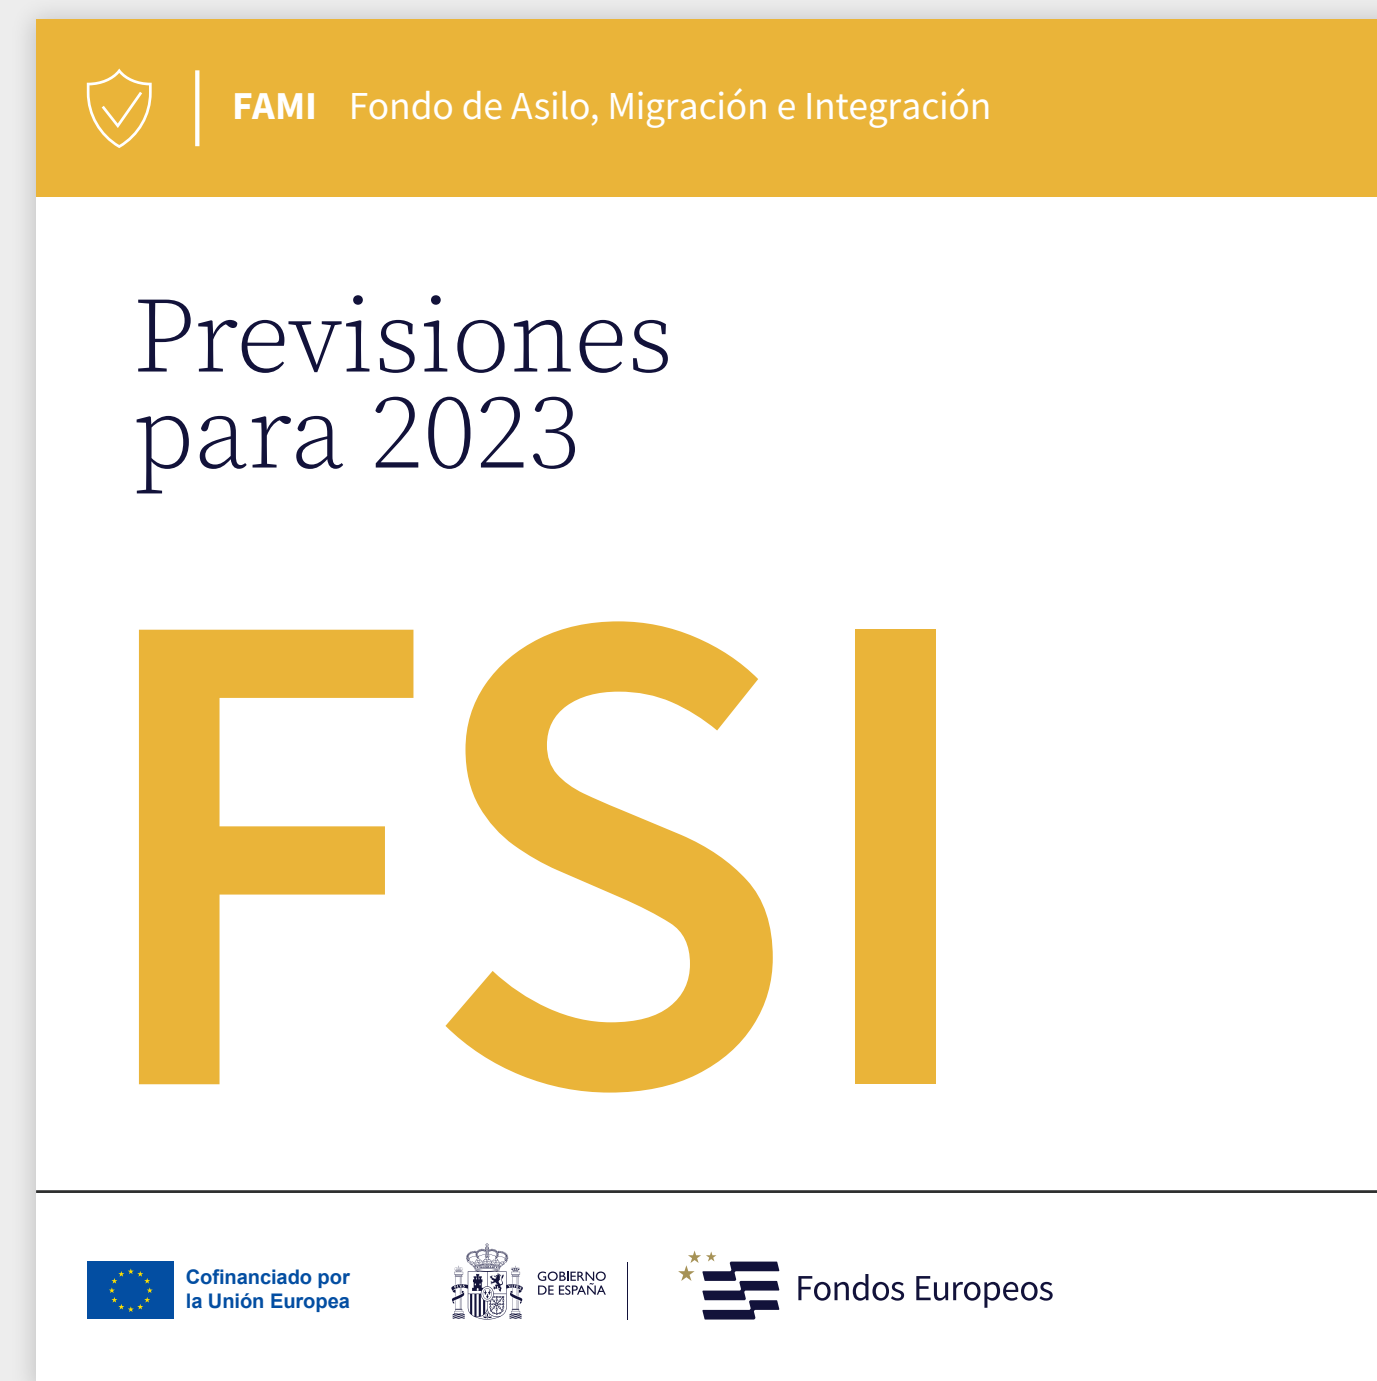 FAMI Fondo de Asilo, Migración e Integración
Previsiones
para 2023
FSI
Cofinanciado por
la Unión Europea
GOBIERNO
DE ESPAÑA
Fondos Europeos